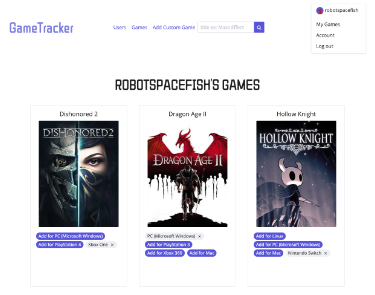 robotspacefish
GameTracker
Users Games Add Custom Game title ex: Mass Effect
My Games
Account
Log out
ROBOTSPACEFISH'S GAMES
Dishonored 2
Dragon Age II
Hollow Knight
DISHONORED 2
DRAGON AGE II
HOLLOW KNIGHT
Add for PC (Microsoft Windows)
Add for PlayStation 4 Xbox One ×
PC (Microsoft Windows) ×
Add for PlayStation 3
Add for Xbox 360 Add for Mac
Add for Linux
Add for PC (Microsoft Windows)
Add for Mac Nintendo Switch ×